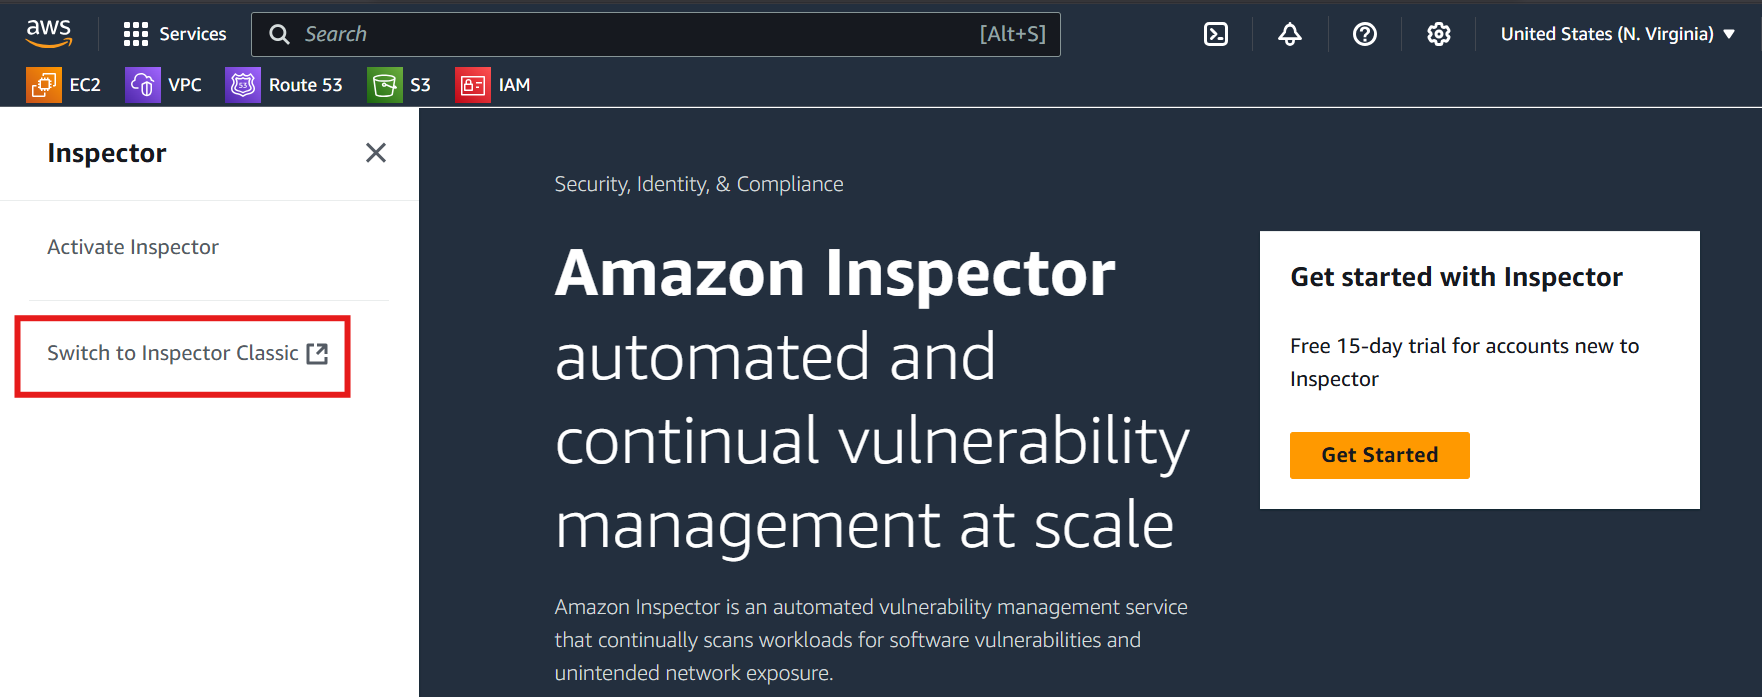 aws
Services
Search [Alt+S]
United States (N. Virginia)
EC2
VPC
53
Route 53
S3
IAM
Inspector
Activate Inspector
Switch to Inspector Classic
Security, Identity, & Compliance
Amazon Inspector
automated and
continual vulnerability
management at scale
Amazon Inspector is an automated vulnerability management service
that continually scans workloads for software vulnerabilities and
unintended network exposure.
Get started with Inspector
Free 15-day trial for accounts new to
Inspector
Get Started